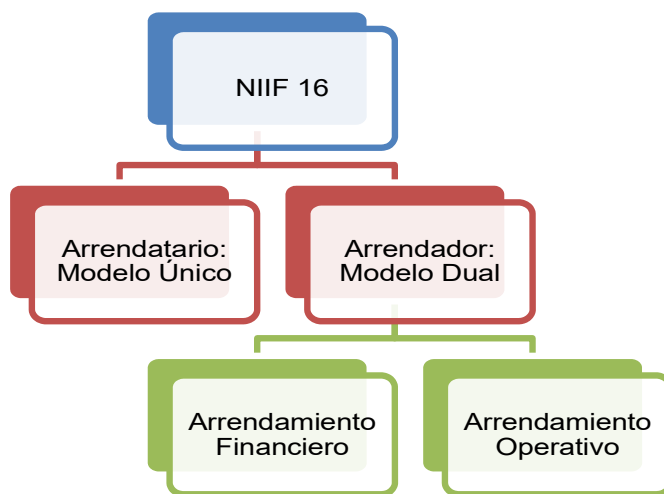 NIIF 16
Arrendatario:
Modelo Único
Arrendador:
Modelo Dual
Arrendamiento
Financiero
Arrendamiento
Operativo